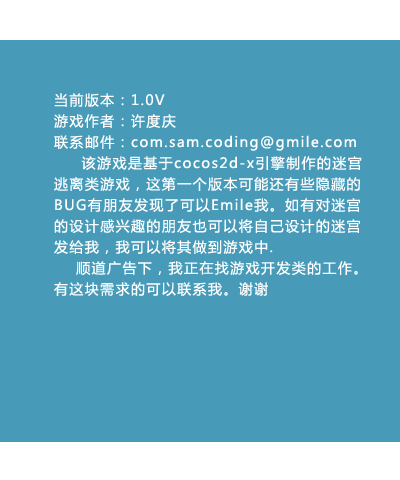 当前版本：1.0V
游戏作者：许度庆
联系邮件：com.sam.coding@gmile.com
该游戏是基于cocos2d-x引擎制作的迷宫
逃离类游戏，这第一个版本可能还有些隐藏的
BUG有朋友发现了可以Emile我。如有对迷宫
的设计感兴趣的朋友也可以将自己设计的迷宫
发给我，我可以将其做到游戏中.
顺道广告下，我正在找游戏开发类的工作。
有这块需求的可以联系我。谢谢